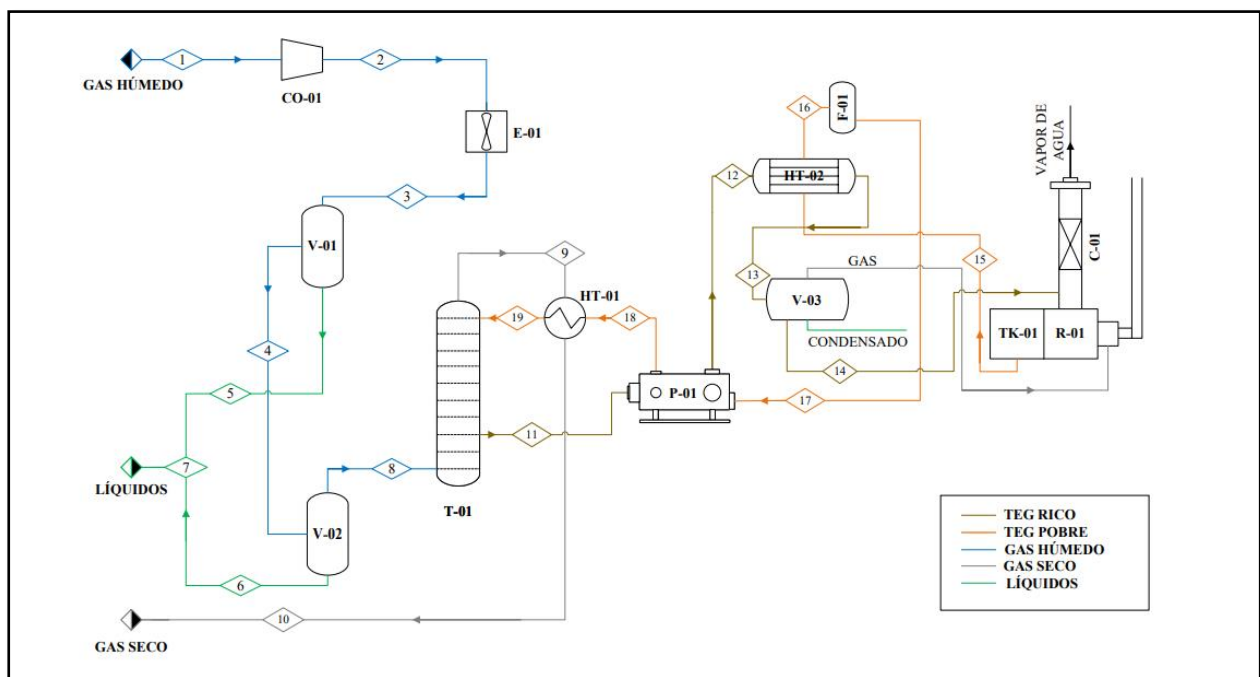 1
2
GAS HÚMEDO
CO-01
E-01
3
V-01
4
5
7
LÍQUIDOS
6
V-02
8
T-01
9
HT-01
19
18
10
GAS SECO
11
P-01
12
HT-02
16
F-01
13
V-03
GAS
CONDENSADO
14
15
17
VAPOR DE
AGUA
C-01
TK-01
R-01
TEG RICO
TEG POBRE
GAS HÚMEDO
GAS SECO
LÍQUIDOS